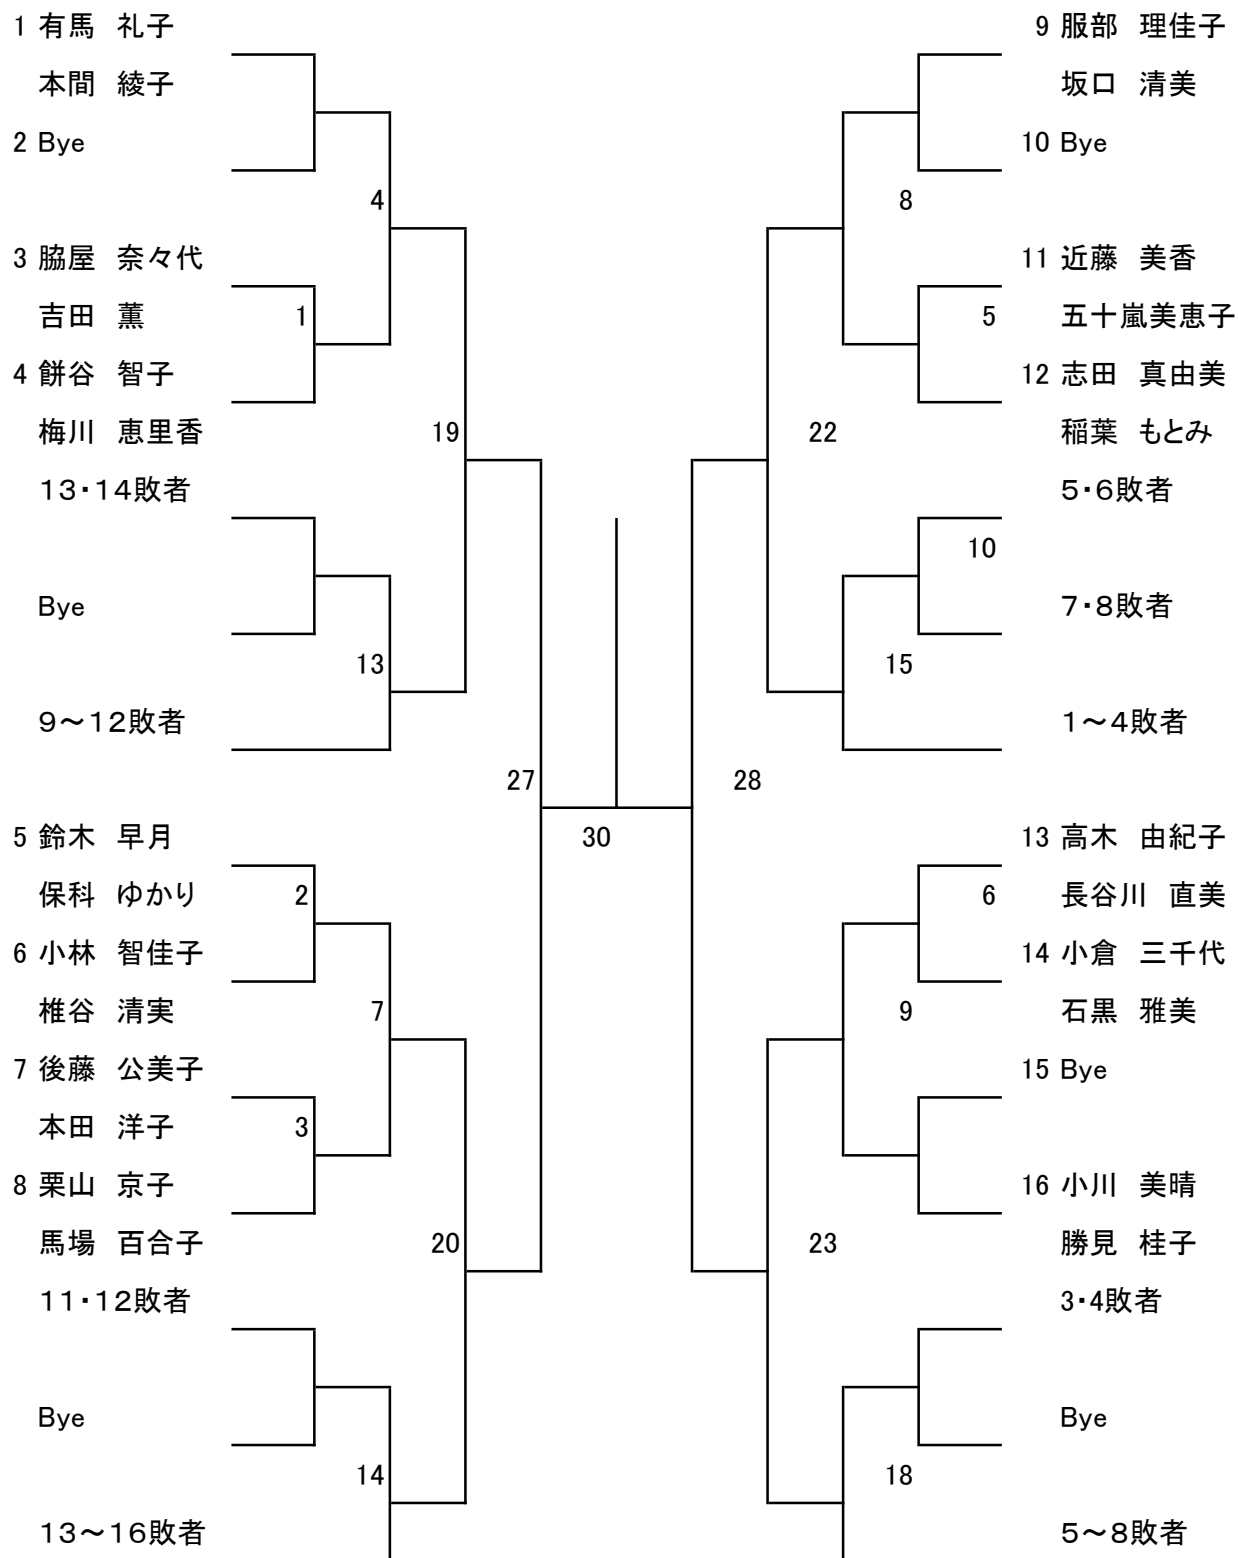 1 有馬　礼子
本間　綾子
2 Bye
4
3 脇屋　奈々代
吉田　薫
1
4 餅谷　智子
梅川　恵里香
19
13・14敗者
Bye
13
9～12敗者
27
5 鈴木　早月
保科　ゆかり
2
6 小林　智佳子
椎谷　清実
7
7 後藤　公美子
本田　洋子
3
8 栗山　京子
馬場　百合子
20
11・12敗者
Bye
14
13～16敗者
30
9 服部　理佳子
坂口　清美
10 Bye
8
11 近藤　美香
5
五十嵐美恵子
12 志田　真由美
22
稲葉　もとみ
5・6敗者
10
7・8敗者
15
1～4敗者
28
13 高木　由紀子
6
長谷川　直美
14 小倉　三千代
9
石黒　雅美
15 Bye
16 小川　美晴
23
勝見　桂子
3・4敗者
Bye
18
5～8敗者